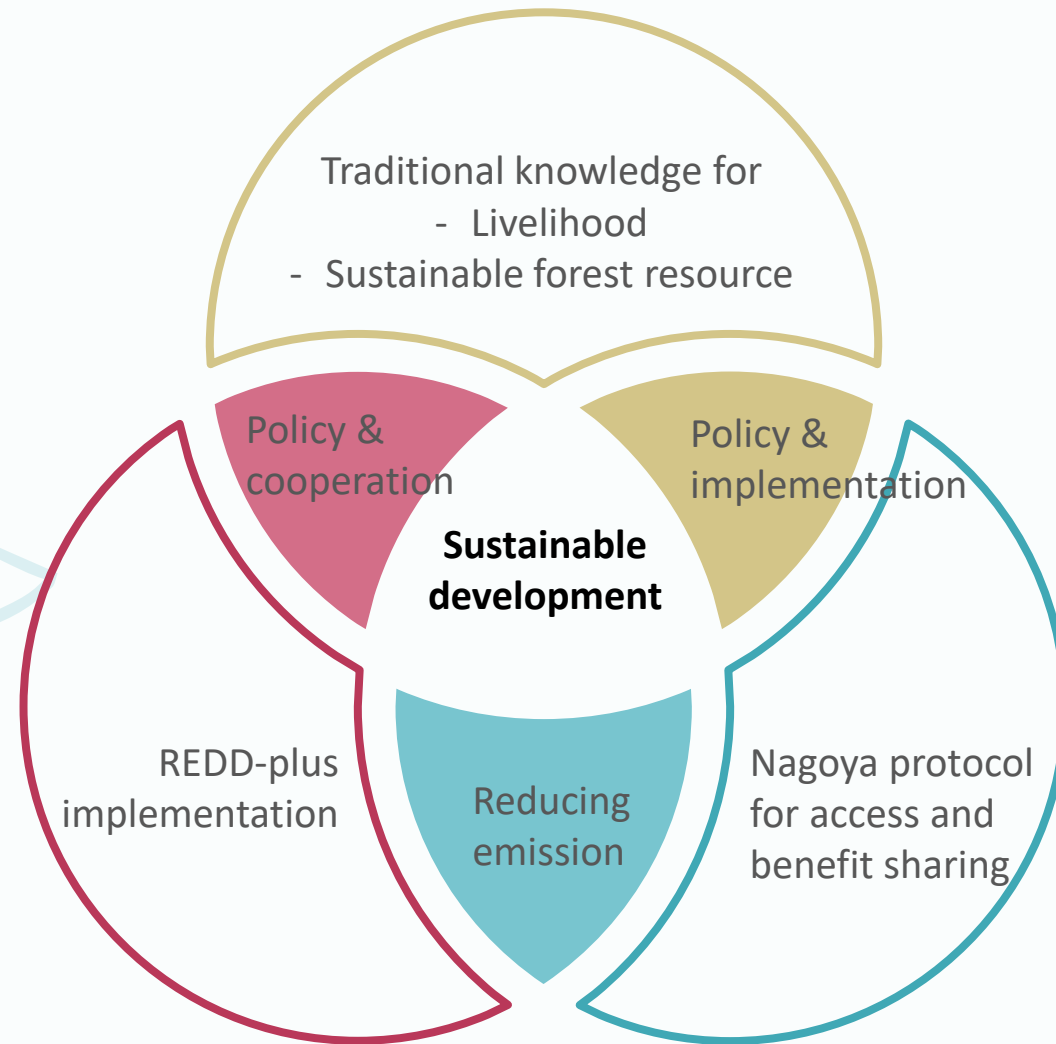 Traditional knowledge for
- Livelihood
- Sustainable forest resource
Policy &
cooperation
Policy &
implementation
Sustainable
development
REDD-plus
implementation
Reducing
emission
Nagoya protocol
for access and
benefit sharing